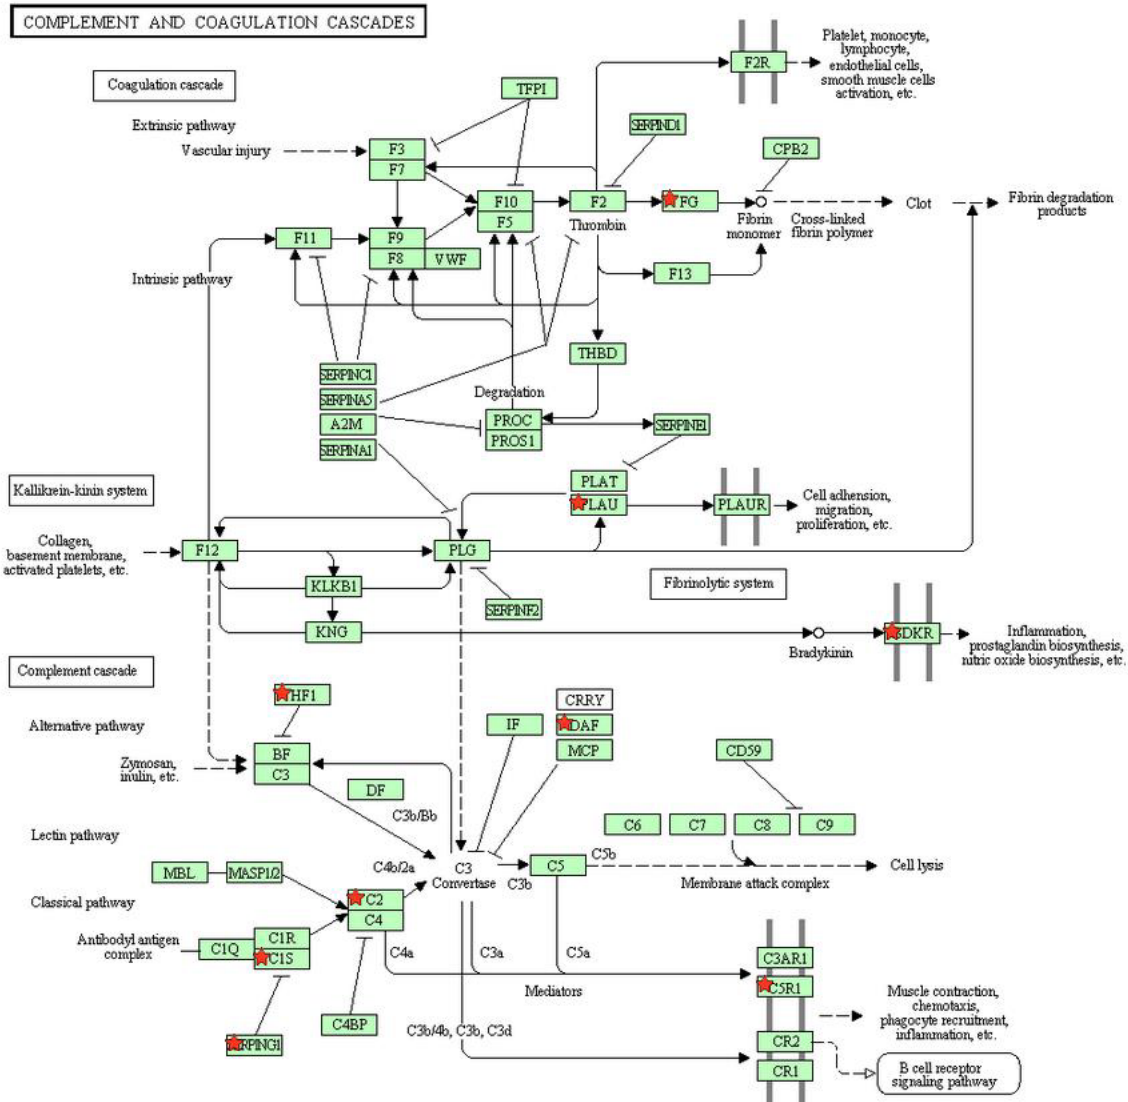 COMPLEMENT AND COAGULATION CASCADES
Coagulation cascade
Extrinsic pathway
Vascular injury
TFPI
F3
F7
F2R
Platelet, monocyte,
lymphocyte,
endothelial cells,
smooth muscle cells
activation, etc.
SERPIND1
CPB2
F10
F5
F2
Thrombin
FG
Fibrin
monomer
Cross-linked
fibrin polymer
Clot
Fibrin degradation
products
F11
F9
F8
VWF
F13
Intrinsic pathway
THBD
SERPINC1
SERPINA5
A2M
SERPINA1
Degradation
PROC
PROS1
SERPINE1
Kallikrein-kinin system
PLAT
PLAU
PLAUR
Cell adhesion,
migration,
proliferation, etc.
Collagen,
basement membrane,
activated platelets, etc.
F12
PLG
KLKB1
KNG
SERPINF2
Fibrinolytic system
Bradykinin
BDKR
Inflammation,
prostaglandin biosynthesis,
nitric oxide biosynthesis, etc.
Complement cascade
Alternative pathway
HF1
IF
CRRY
DAF
MCP
CD59
Zymosan,
inulin, etc.
BF
C3
DF
C3b/Bb
C6
C7
C8
C9
Lectin pathway
C4b/2a
C3
Convertase
C3b
C5
C5b
Membrane attack complex
Cell lysis
MBL
MASP1/2
Classical pathway
C2
C4
Antibodyl antigen
complex
C1Q
C1R
C1S
C4a
C3a
C5a
Mediators
C3AR1
C5R1
Muscle contraction,
chemotaxis,
phagocyte recruitment,
inflammation, etc.
C4BP
SERPING1
C3b/4b, C3b, C3d
CR2
CR1
B cell receptor
signaling pathway